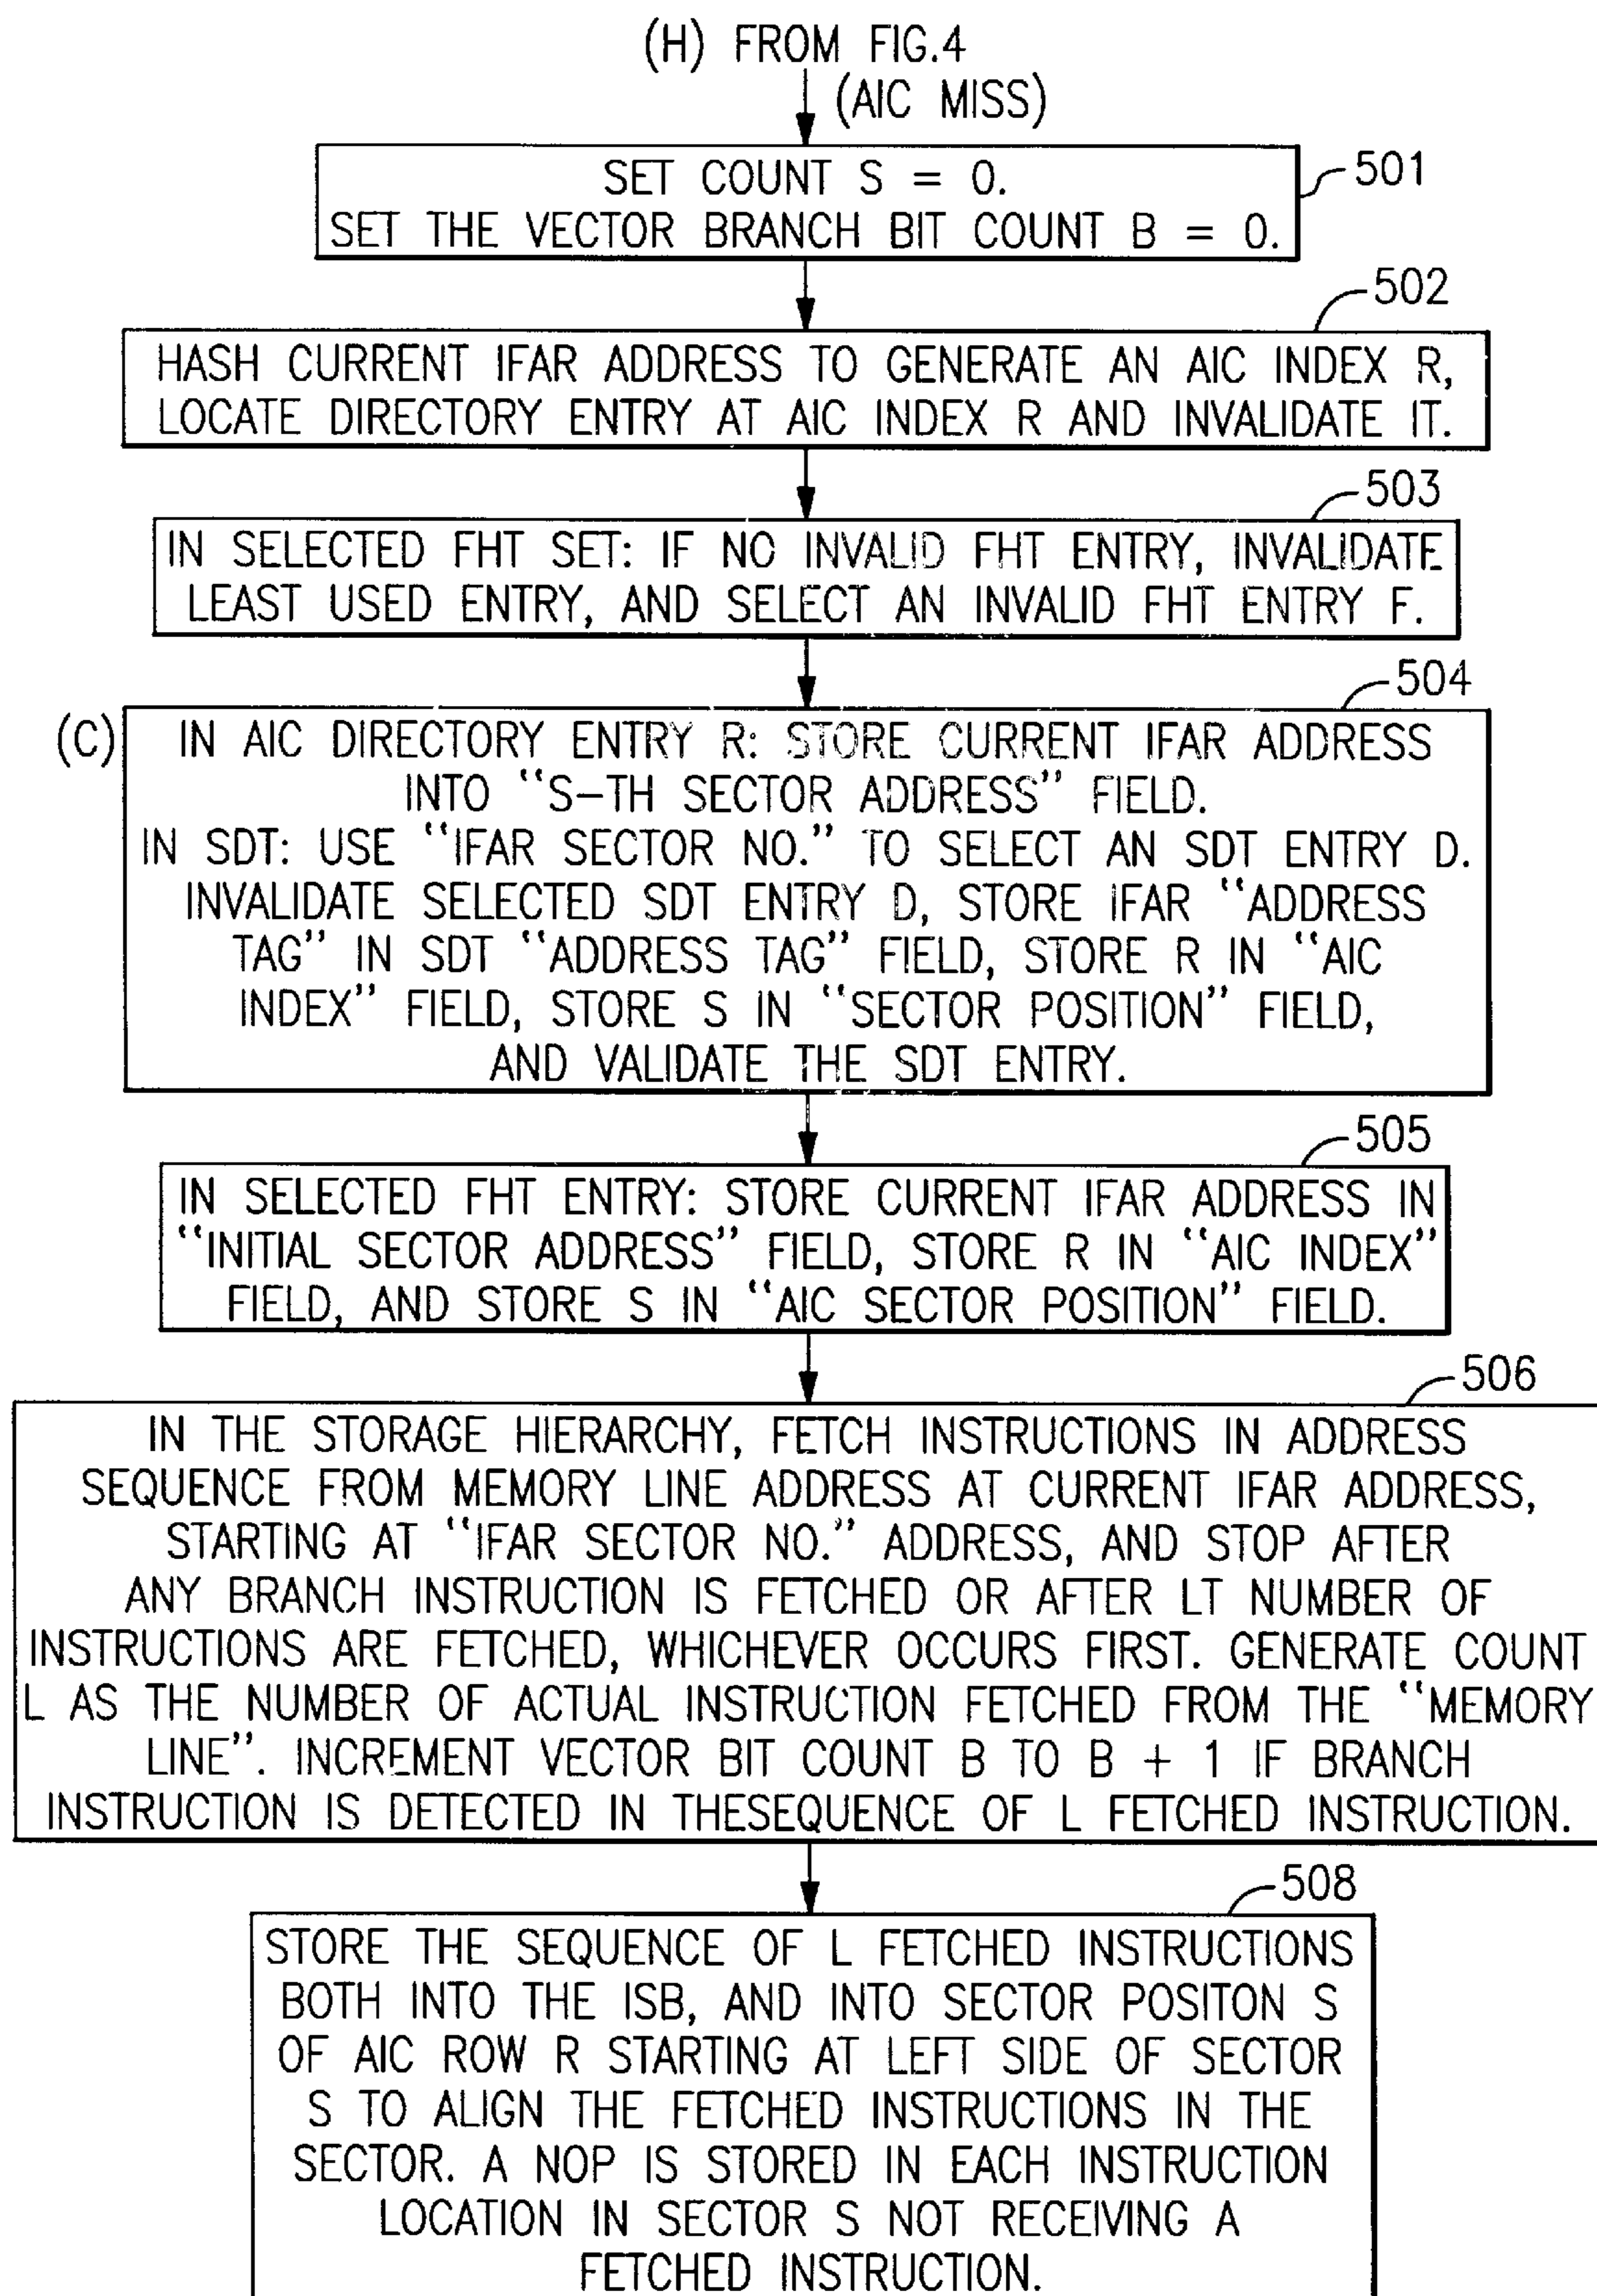 (H) FROM FIG.4
(AIC MISS)
501
SET COUNT S = 0.
SET THE VECTOR BRANCH BIT COUNT B = 0.
502
HASH CURRENT IFAR ADDRESS TO GENERATE AN AIC INDEX R,
LOCATE DIRECTORY ENTRY AT AIC INDEX R AND INVALIDATE IT.
503
IN SELECTED FHT SET: IF NO INVALID FHT ENTRY, INVALIDATE
LEAST USED ENTRY, AND SELECT AN INVALID FHT ENTRY F.
504
(C)
IN AIC DIRECTORY ENTRY R: STORE CURRENT IFAR ADDRESS
INTO "S-TH SECTOR ADDRESS" FIELD.
IN SDT: USE "IFAR SECTOR NO." TO SELECT AN SDT ENTRY D.
INVALIDATE SELECTED SDT ENTRY D, STORE IFAR "ADDRESS
TAG" IN SDT "ADDRESS TAG" FIELD, STORE R IN "AIC
INDEX" FIELD, STORE S IN "SECTOR POSITION" FIELD,
AND VALIDATE THE SDT ENTRY.
505
IN SELECTED FHT ENTRY: STORE CURRENT IFAR ADDRESS IN
"INITIAL SECTOR ADDRESS" FIELD, STORE R IN "AIC INDEX"
FIELD, AND STORE S IN "AIC SECTOR POSITION" FIELD.
506
IN THE STORAGE HIERARCHY, FETCH INSTRUCTIONS IN ADDRESS
SEQUENCE FROM MEMORY LINE ADDRESS AT CURRENT IFAR ADDRESS,
STARTING AT "IFAR SECTOR NO." ADDRESS, AND STOP AFTER
ANY BRANCH INSTRUCTION IS FETCHED OR AFTER LT NUMBER OF
INSTRUCTIONS ARE FETCHED, WHICHEVER OCCURS FIRST. GENERATE COUNT
L AS THE NUMBER OF ACTUAL INSTRUCTION FETCHED FROM THE "MEMORY
LINE". INCREMENT VECTOR BIT COUNT B TO B + 1 IF BRANCH
INSTRUCTION IS DETECTED IN THESEQUENCE OF L FETCHED INSTRUCTION.
508
STORE THE SEQUENCE OF L FETCHED INSTRUCTIONS
BOTH INTO THE ISB, AND INTO SECTOR POSITON S
OF AIC ROW R STARTING AT LEFT SIDE OF SECTOR
S TO ALIGN THE FETCHED INSTRUCTIONS IN THE
SECTOR. A NOP IS STORED IN EACH INSTRUCTION
LOCATION IN SECTOR S NOT RECEIVING A
FETCHED INSTRUCTION.